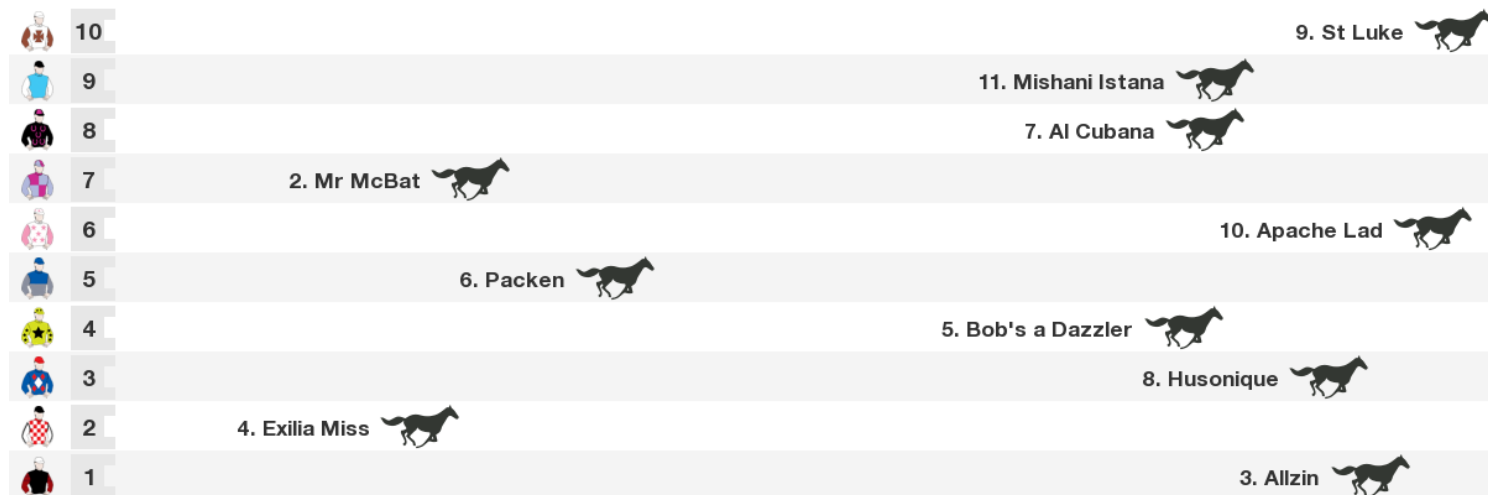 10 9. St Luke
9 11. Mishani Istana
8 7. Al Cubana
7 2. Mr McBat
6 10. Apache Lad
5 6. Packen
4 5. Bob's a Dazzler
3 8. Husonique
2 4. Exilia Miss
1 3. Allzin